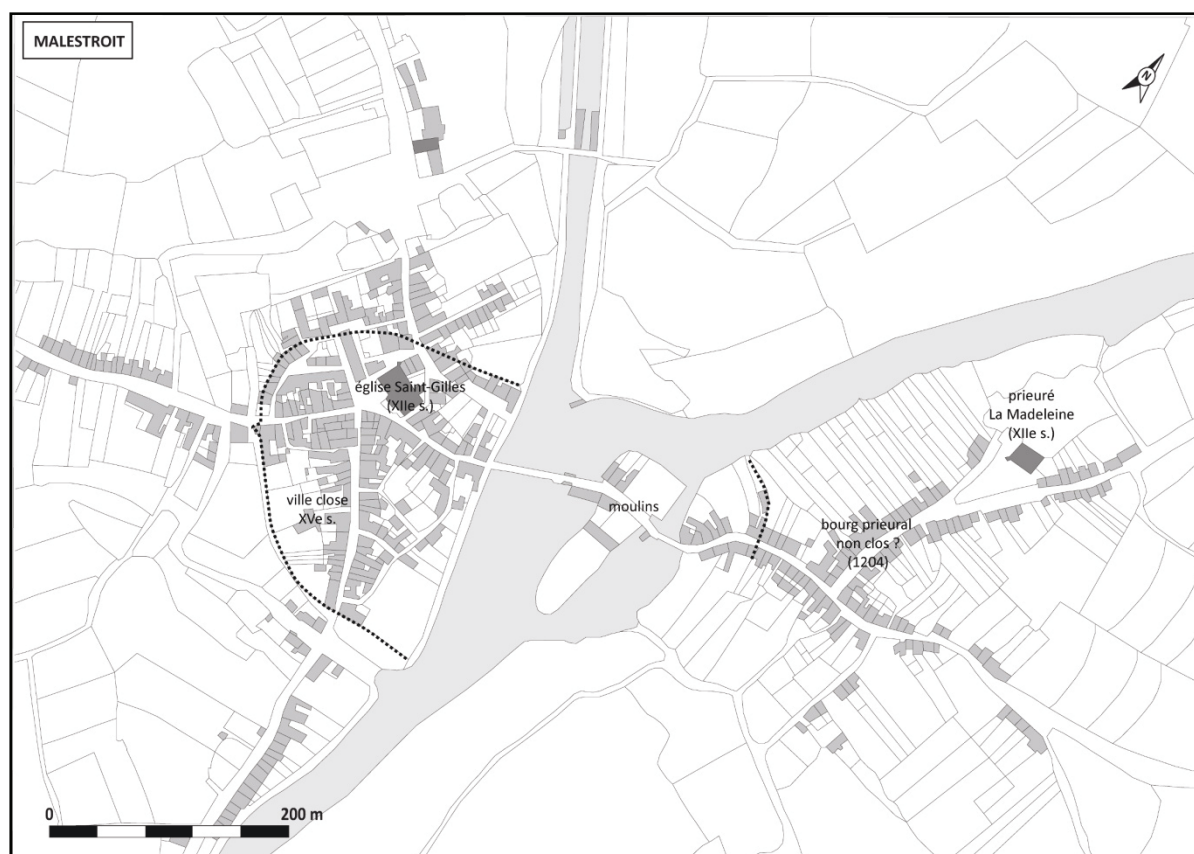 MALESTROIT
N
église Saint-Gilles
(XIIe s.)
prieuré
La Madeleine
(XIIe s.)
ville close
XVe s.
moulins
bourg prieural
non clos ?
(1204)
0
200 m